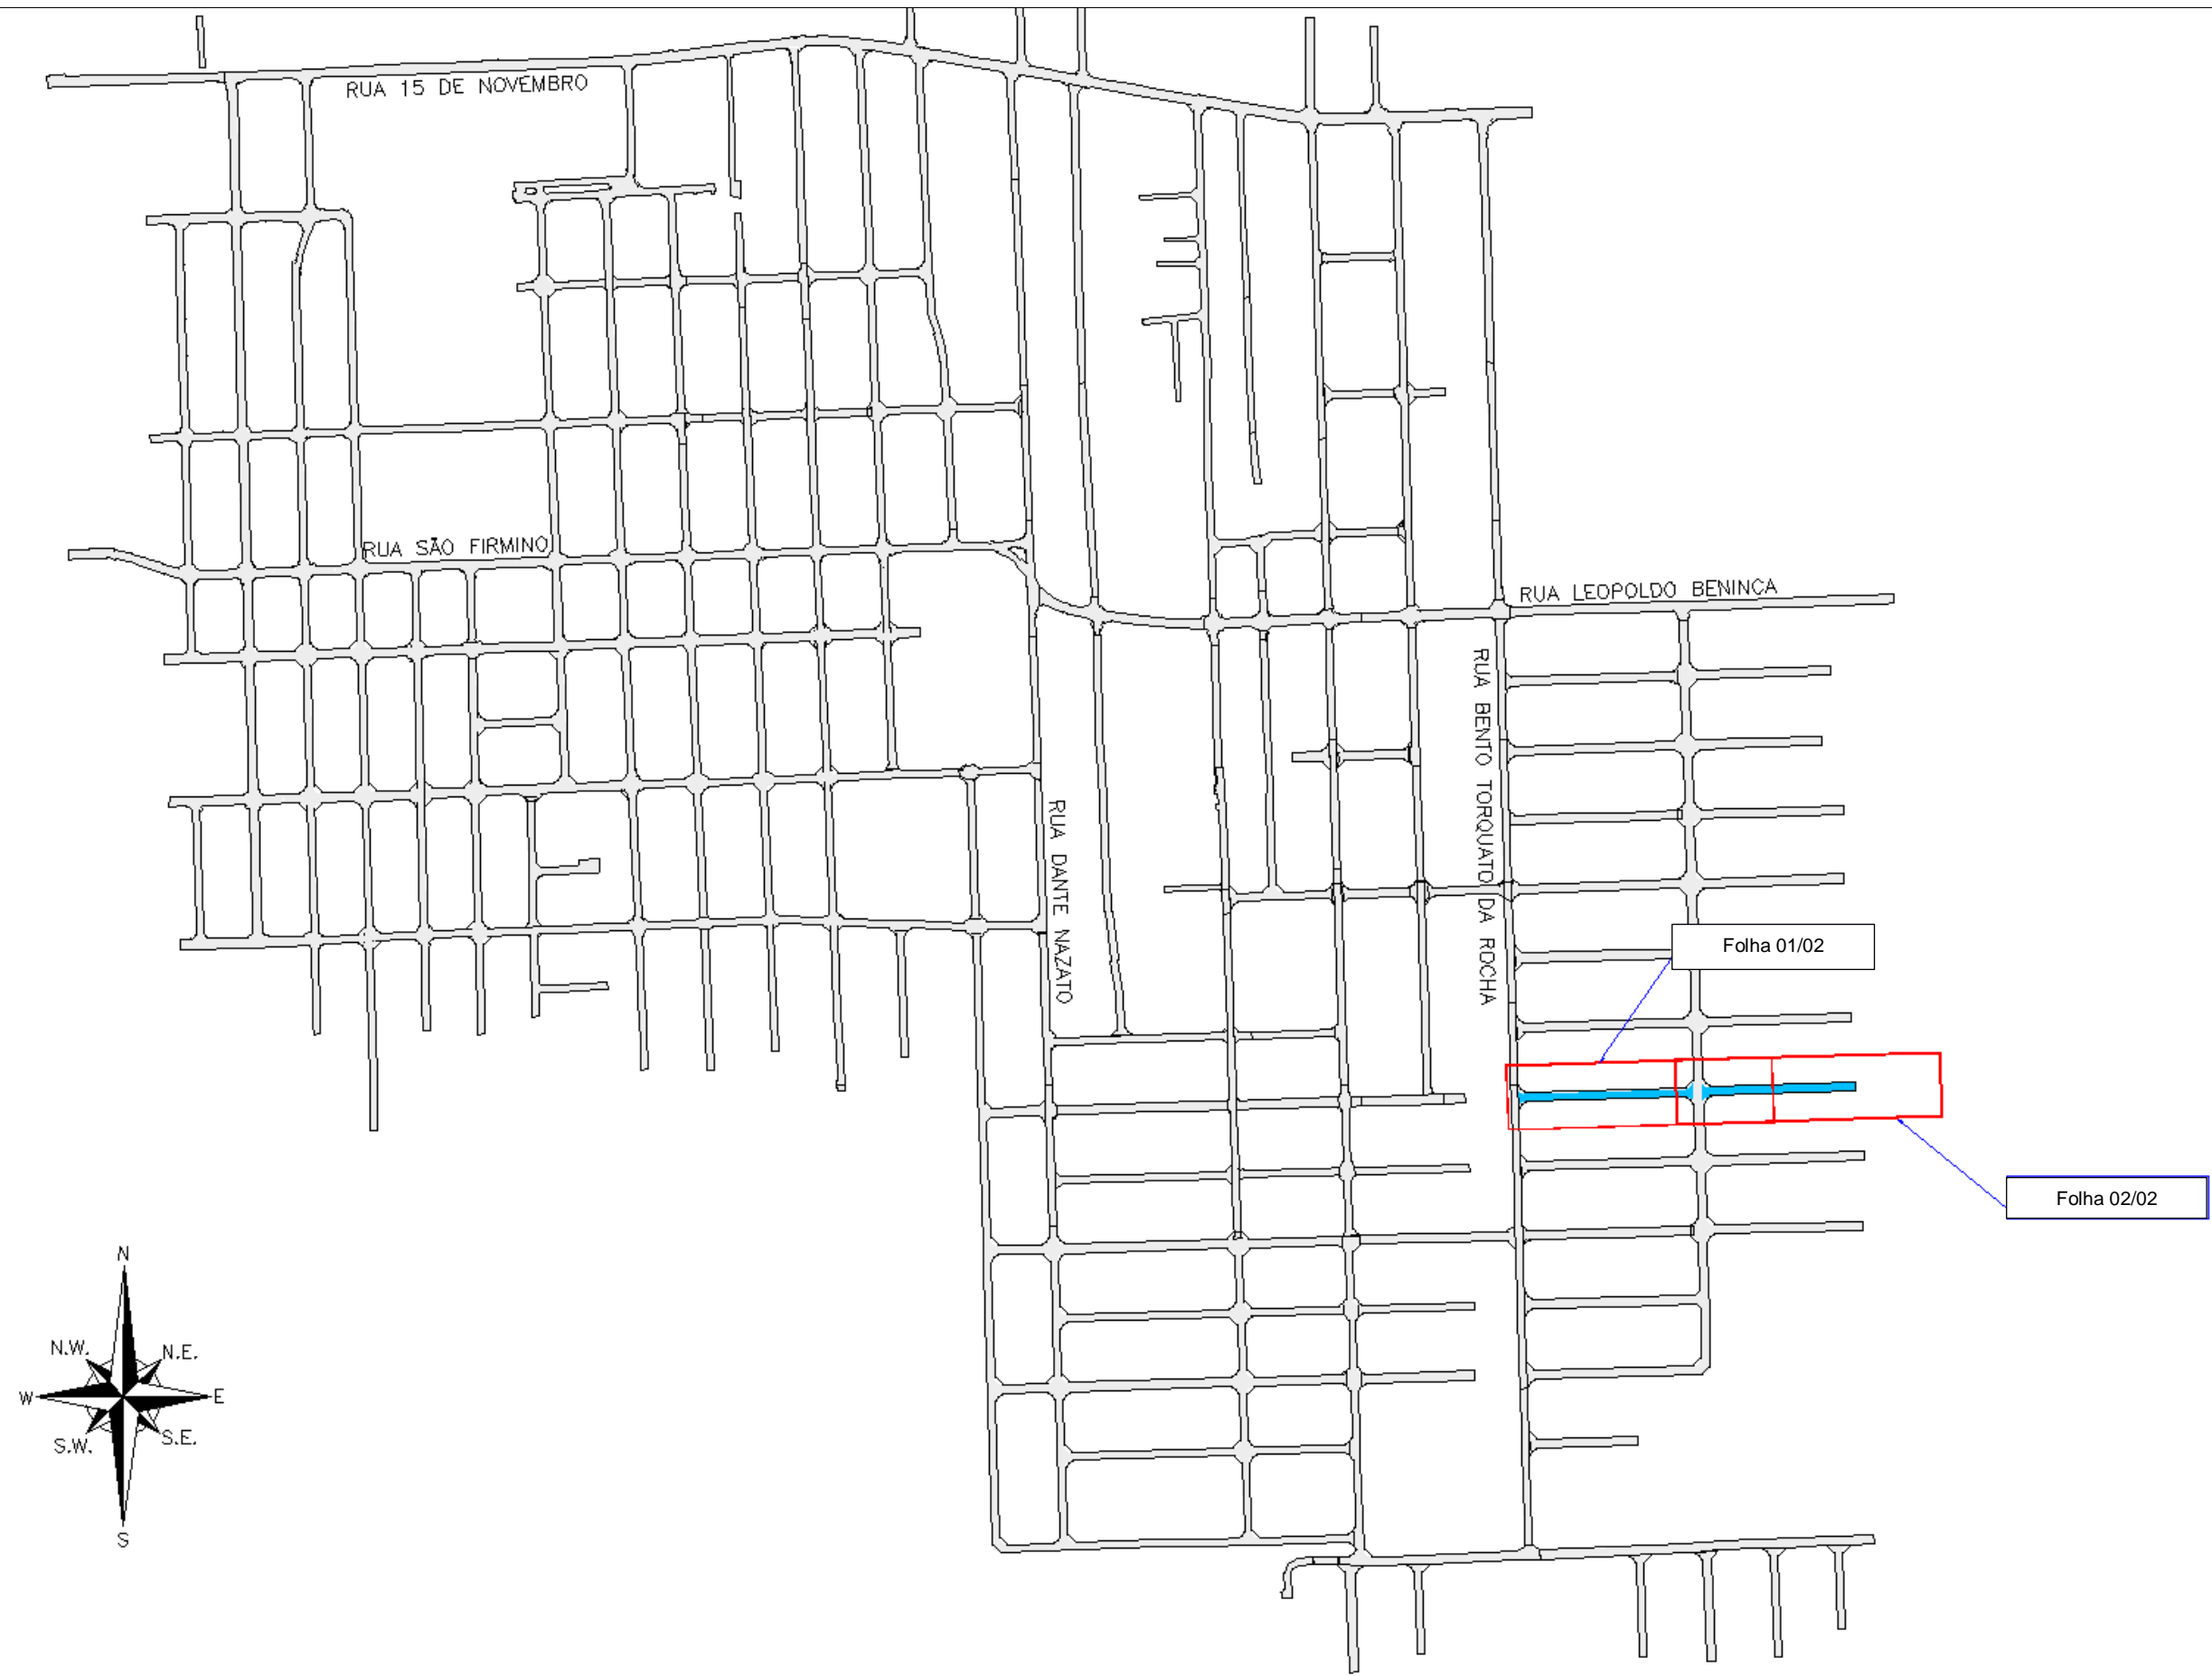 RUA 15 DE NOVEMBRO
RUA SÃO FIRMINO
RUA LEOPOLDO BENINCA
RUA BENTO TORQUATO DA ROCHA
RUA DANTE NAZATO
Folha 01/02
Folha 02/02
N
N.W.
N.E.
W
E
S.W.
S.E.
S